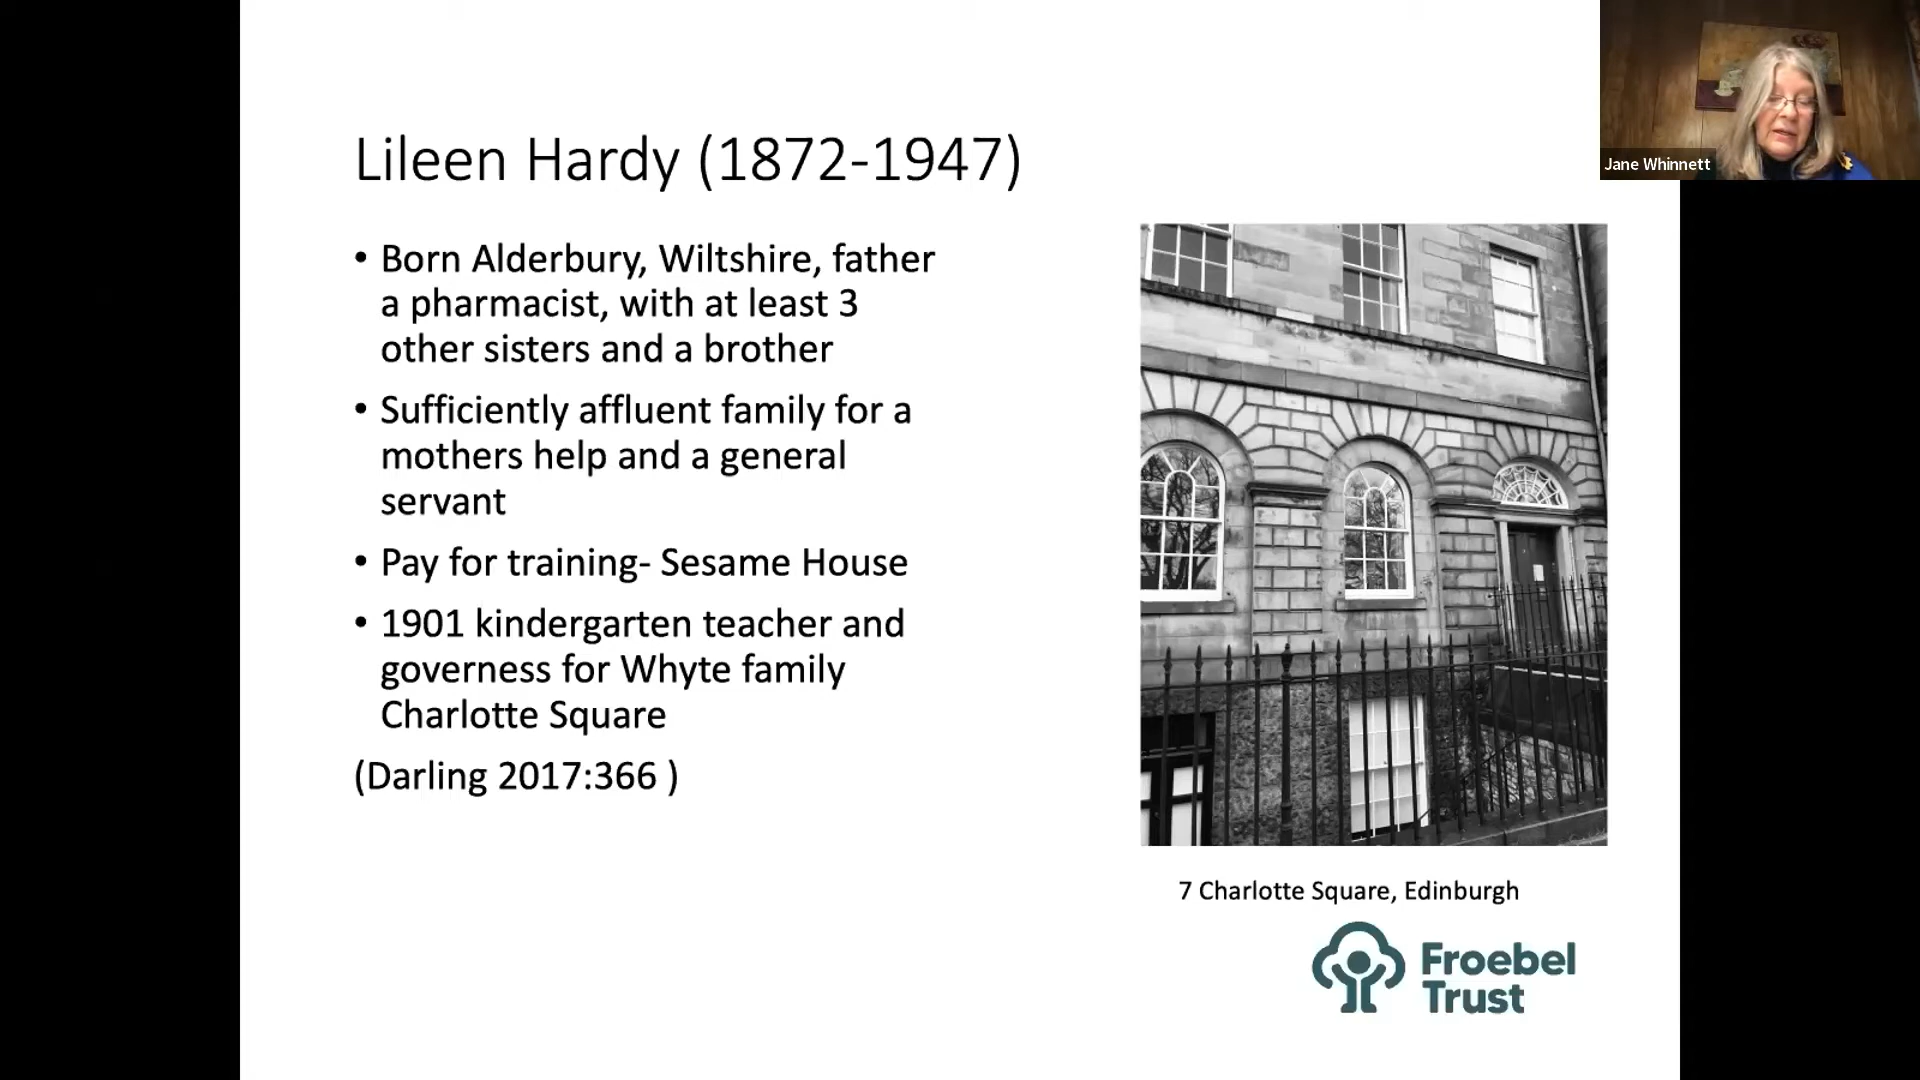 Lileen Hardy (1872-1947)
• Born Alderbury, Wiltshire, father
a pharmacist, with at least 3
other sisters and a brother
• Sufficiently affluent family for a
mothers help and a general
servant
• Pay for training- Sesame House
• 1901 kindergarten teacher and
governess for Whyte family
Charlotte Square
(Darling 2017:366 )
7 Charlotte Square, Edinburgh
Froebel
Trust
Jane Whinnett